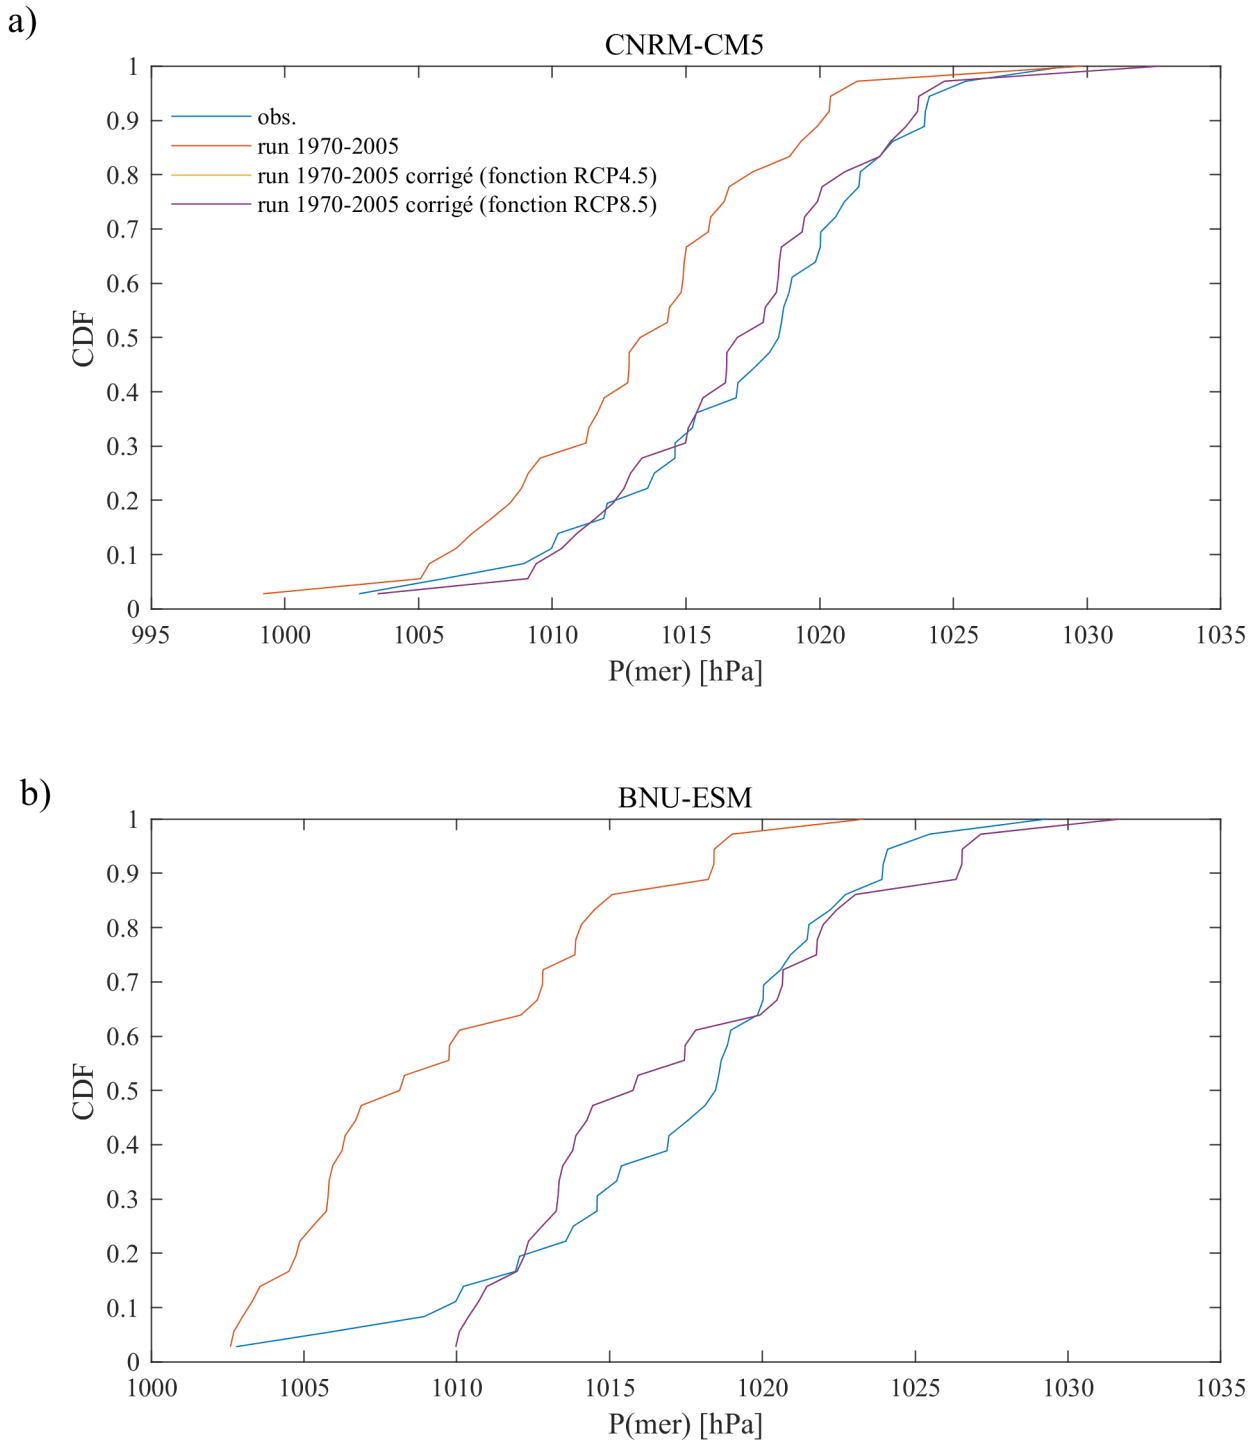 a)
CNRM-CM5
1
0.9
0.8
0.7
0.6
0.5
0.4
0.3
0.2
0.1
0
CDF
obs.
run 1970-2005
run 1970-2005 corrigé (fonction RCP4.5)
run 1970-2005 corrigé (fonction RCP8.5)
995 1000 1005 1010 1015 1020 1025 1030 1035
P(mer) [hPa]
b)
BNU-ESM
1
0.9
0.8
0.7
0.6
0.5
0.4
0.3
0.2
0.1
0
CDF
1000 1005 1010 1015 1020 1025 1030 1035
P(mer) [hPa]